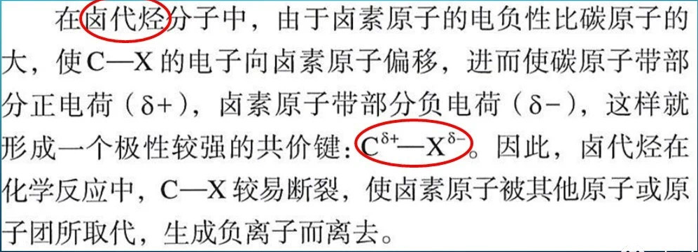 在卤代烃分子中，由于卤素原子的电负性比碳原子的
大，使C—X的电子向卤素原子偏移，进而使碳原子带部
分正电荷（δ+），卤素原子带部分负电荷（δ−），这样就
形成一个极性较强的共价键：Cᵟ⁺—Xᵟ⁻。因此，卤代烃在
化学反应中，C—X较易断裂，使卤素原子被其他原子或原
子团所取代，生成负离子而离去。